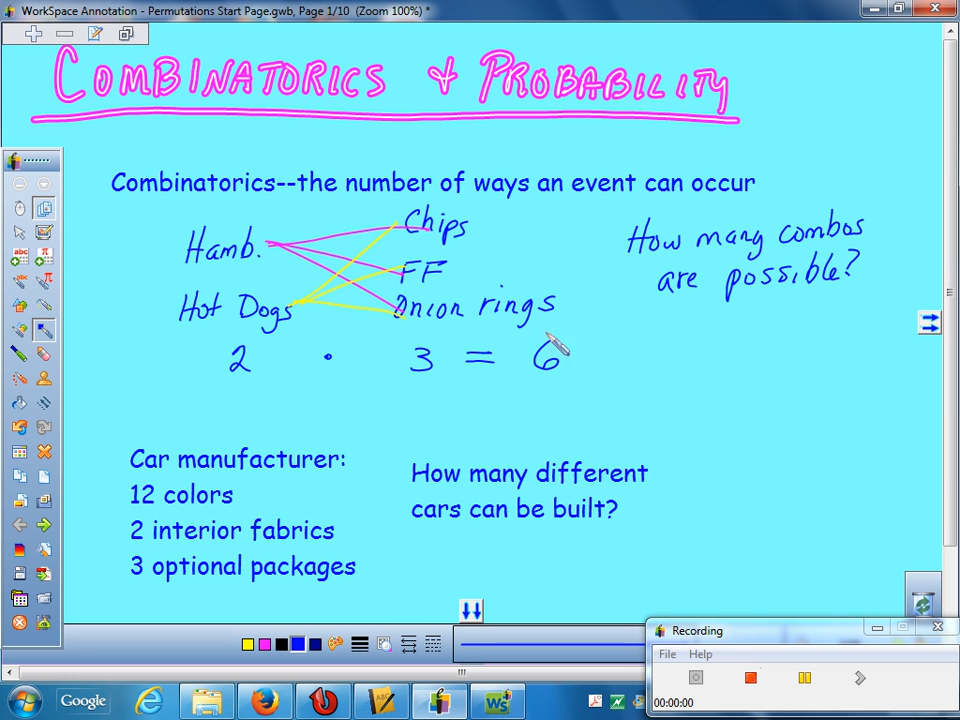 WorkSpace Annotation - Permutations Start Page.gwb, Page 1/10 (Zoom 100%) *
COMBINATORICS & PROBABILITY
Combinatorics--the number of ways an event can occur
Hamb.
Chips
FF
Hot Dogs
Onion rings
How many combos
are possible?
2 · 3 = 6
Car manufacturer:
12 colors
2 interior fabrics
3 optional packages
How many different
cars can be built?
Recording
File Help
00:00:00
Google